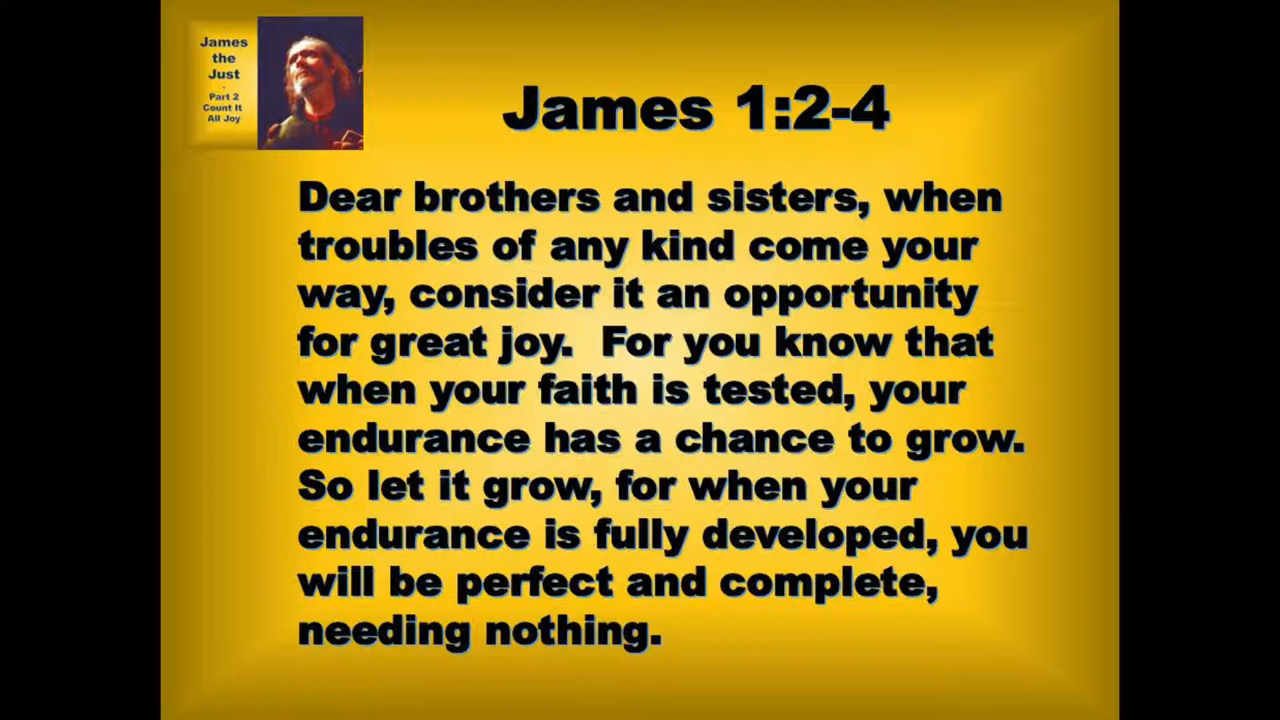 James
the
Just
-
Part 2
Count It
All Joy
James 1:2-4
Dear brothers and sisters, when
troubles of any kind come your
way, consider it an opportunity
for great joy.  For you know that
when your faith is tested, your
endurance has a chance to grow.
So let it grow, for when your
endurance is fully developed, you
will be perfect and complete,
needing nothing.